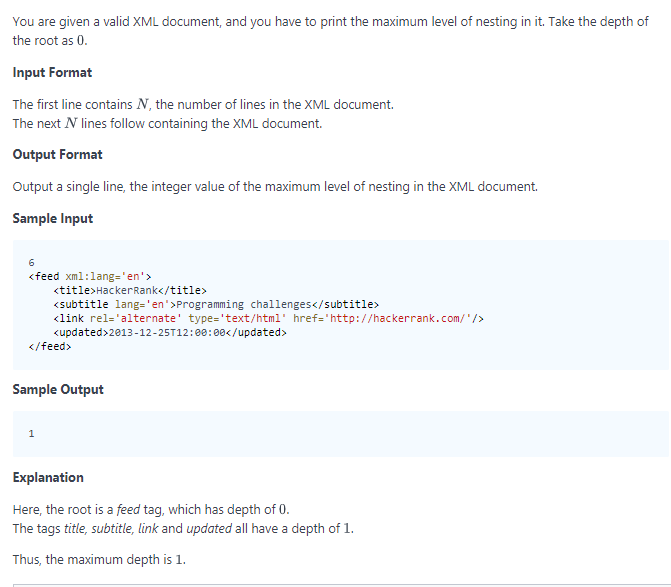 You are given a valid XML document, and you have to print the maximum level of nesting in it. Take the depth of
the root as 0.
Input Format
The first line contains N, the number of lines in the XML document.
The next N lines follow containing the XML document.
Output Format
Output a single line, the integer value of the maximum level of nesting in the XML document.
Sample Input
6
<feed xml:lang='en'>
    <title>HackerRank</title>
    <subtitle lang='en'>Programming challenges</subtitle>
    <link rel='alternate' type='text/html' href='http://hackerrank.com/'/>
    <updated>2013-12-25T12:00:00</updated>
</feed>
Sample Output
1
Explanation
Here, the root is a feed tag, which has depth of 0.
The tags title, subtitle, link and updated all have a depth of 1.
Thus, the maximum depth is 1.